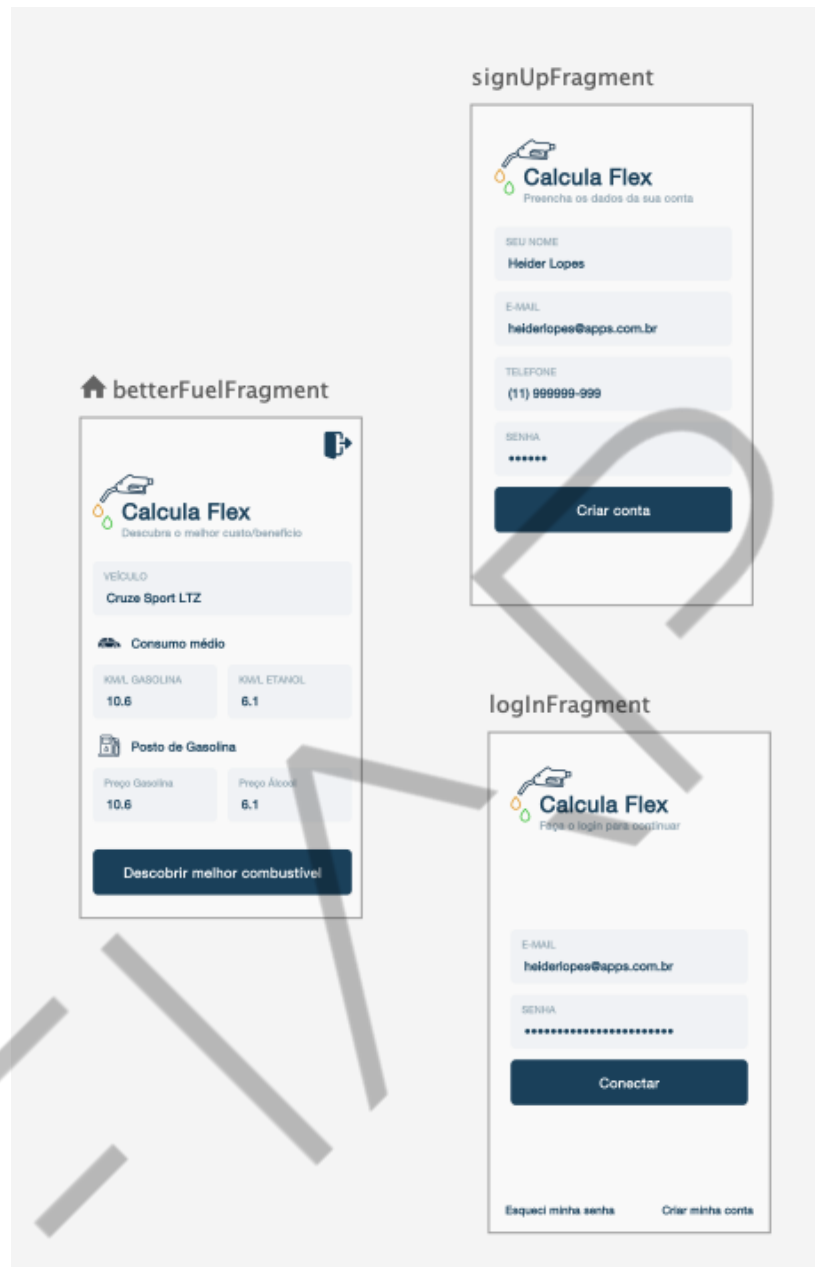 signUpFragment
Calcula Flex
Preencha os dados da sua conta
SEU NOME
Heider Lopes
E-MAIL
heiderlopes@apps.com.br
TELEFONE
(11) 999999-999
SENHA
••••••
Criar conta
betterFuelFragment
Calcula Flex
Descubra o melhor custo/benefício
VEÍCULO
Cruze Sport LTZ
Consumo médio
KM/L GASOLINA KM/L ETANOL
10.6 6.1
Posto de Gasolina
Preço Gasolina Preço Álcool
10.6 6.1
Descobrir melhor combustível
logInFragment
Calcula Flex
Faça o login para continuar
E-MAIL
heiderlopes@apps.com.br
SENHA
•••••••••••••••••••••••
Conectar
Esqueci minha senha Criar minha conta